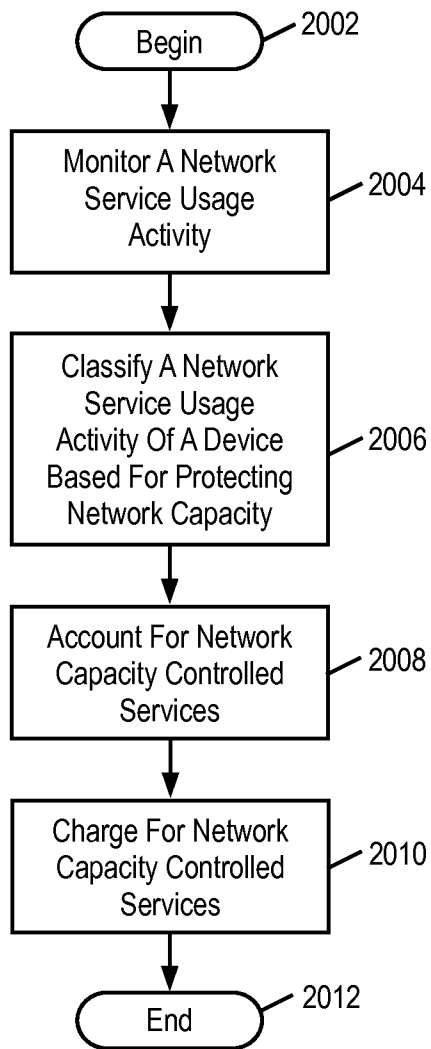 Begin
2002
Monitor A Network
Service Usage
Activity
2004
Classify A Network
Service Usage
Activity Of A Device
Based For Protecting
Network Capacity
2006
Account For Network
Capacity Controlled
Services
2008
Charge For Network
Capacity Controlled
Services
2010
End
2012